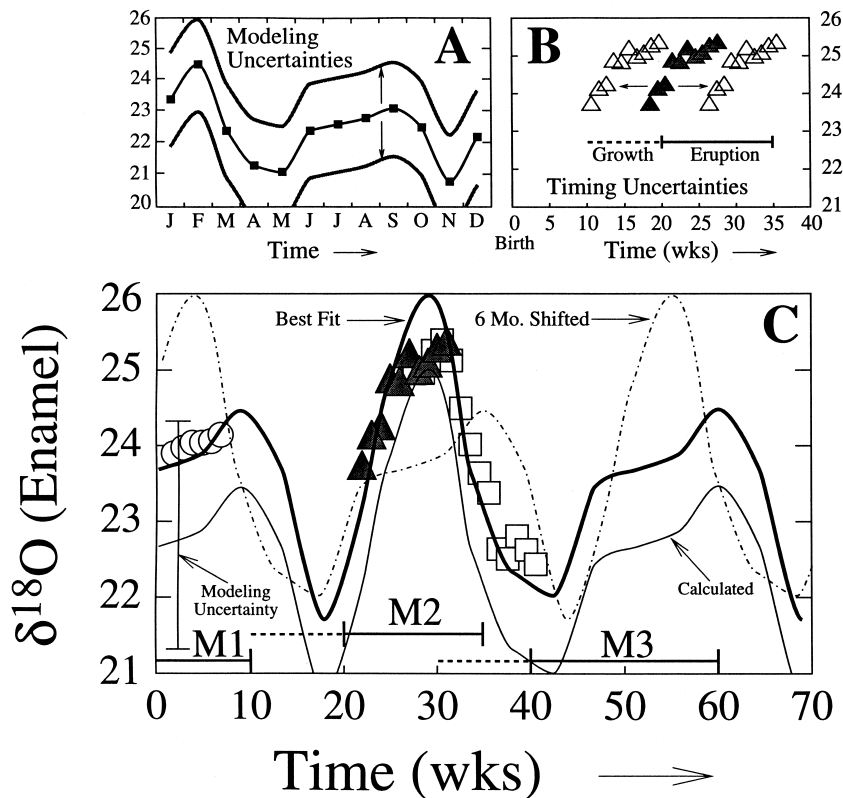 26
25
24
23
22
21
20
Modeling
Uncertainties
A
J F M A M J J A S O N D
Time
B
26
25
24
23
22
21
Growth
Eruption
Timing Uncertainties
0 5 10 15 20 25 30 35 40
Birth
Time (wks)
δ18O (Enamel)
26
25
24
23
22
21
Best Fit
6 Mo. Shifted
C
Modeling
Uncertainty
Calculated
M1
M2
M3
0 10 20 30 40 50 60 70
Time (wks)